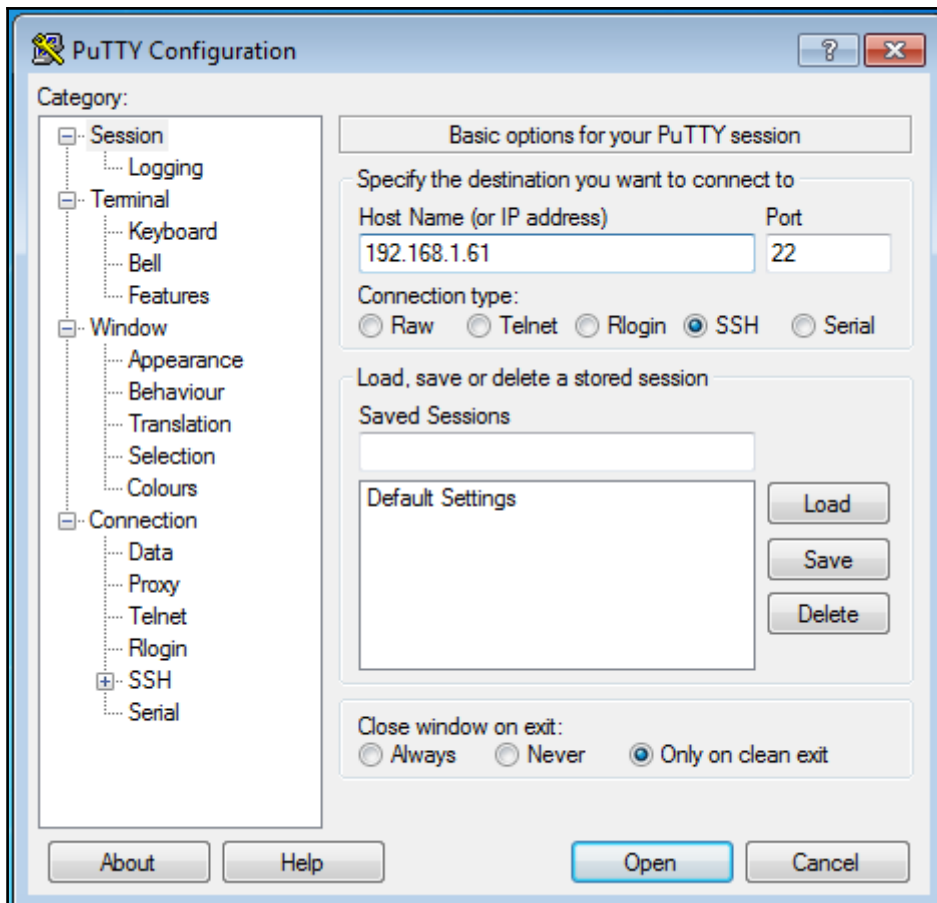 PuTTY Configuration
?
Category:
Session
Logging
Terminal
Keyboard
Bell
Features
Window
Appearance
Behaviour
Translation
Selection
Colours
Connection
Data
Proxy
Telnet
Rlogin
SSH
Serial
Basic options for your PuTTY session
Specify the destination you want to connect to
Host Name (or IP address) Port
192.168.1.61 22
Connection type:
Raw Telnet Rlogin SSH Serial
Load, save or delete a stored session
Saved Sessions
Default Settings
Load
Save
Delete
Close window on exit:
Always Never Only on clean exit
About Help Open Cancel